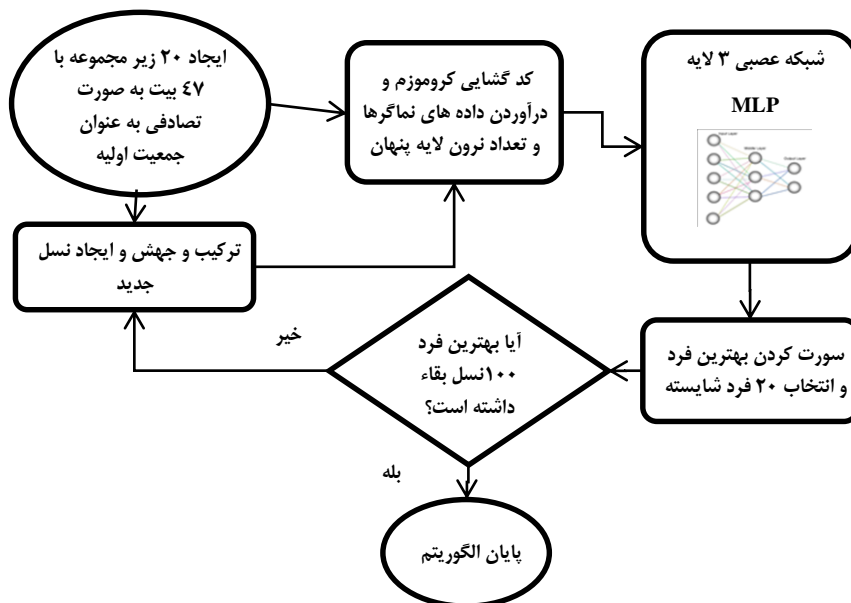 ایجاد ۲۰ زیر مجموعه با
۴۷ بیت به صورت
تصادفی به عنوان
جمعیت اولیه
کد گشایی کروموزم و
درآوردن داده های نماگرها
و تعداد نرون لایه پنهان
شبکه عصبی ۳ لایه
MLP
ترکیب و جهش و ایجاد نسل
جدید
خیر
آیا بهترین فرد
۱۰۰نسل بقاء
داشته است؟
سورت کردن بهترین فرد
و انتخاب ۲۰ فرد شایسته
بله
پایان الگوریتم